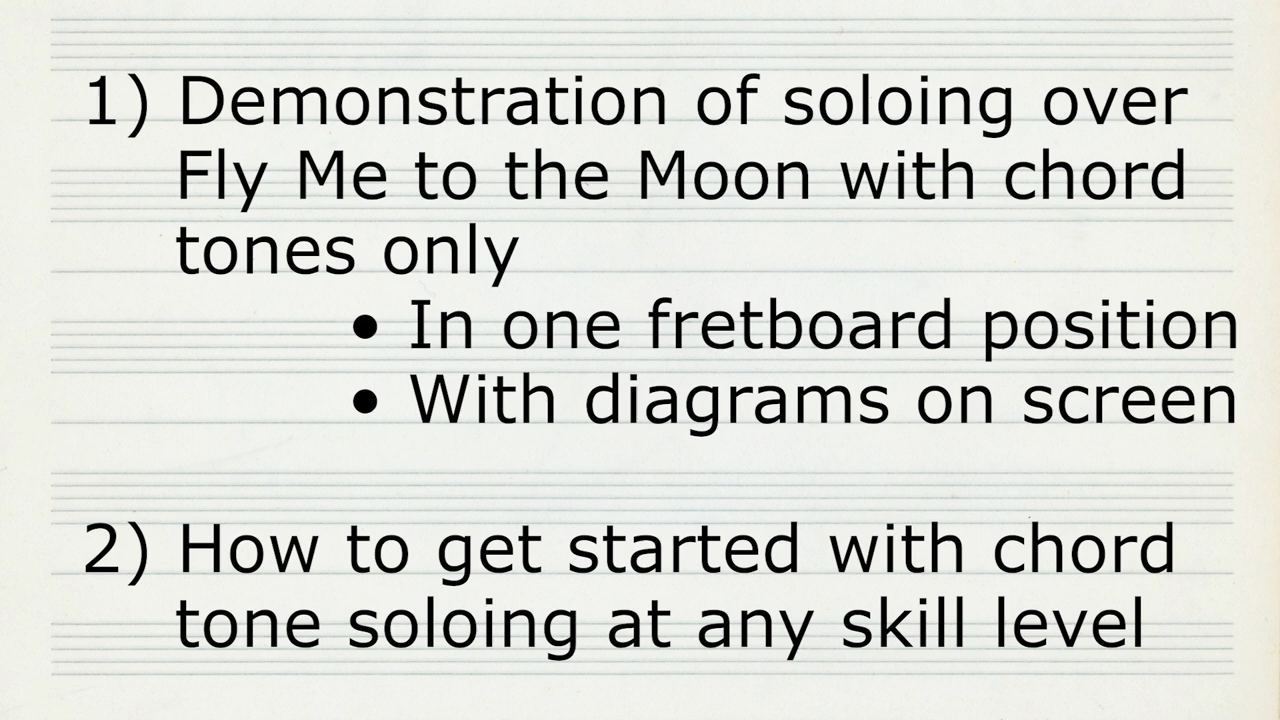 1) Demonstration of soloing over
Fly Me to the Moon with chord
tones only
• In one fretboard position
• With diagrams on screen
2) How to get started with chord
tone soloing at any skill level